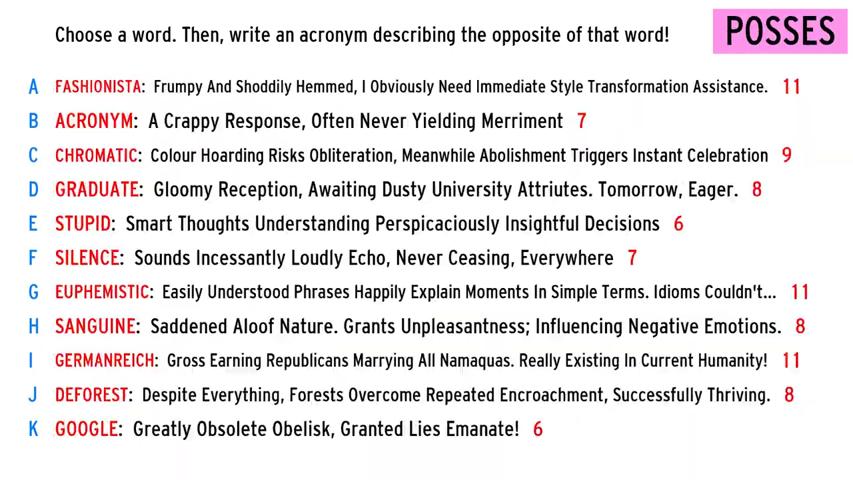 Choose a word. Then, write an acronym describing the opposite of that word!
POSSES
A FASHIONISTA: Frumpy And Shoddily Hemmed, I Obviously Need Immediate Style Transformation Assistance. 11
B ACRONYM: A Crappy Response, Often Never Yielding Merriment 7
C CHROMATIC: Colour Hoarding Risks Obliteration, Meanwhile Abolishment Triggers Instant Celebration 9
D GRADUATE: Gloomy Reception, Awaiting Dusty University Attriutes. Tomorrow, Eager. 8
E STUPID: Smart Thoughts Understanding Perspicaciously Insightful Decisions 6
F SILENCE: Sounds Incessantly Loudly Echo, Never Ceasing, Everywhere 7
G EUPHEMISTIC: Easily Understood Phrases Happily Explain Moments In Simple Terms. Idioms Couldn't... 11
H SANGUINE: Saddened Aloof Nature. Grants Unpleasantness; Influencing Negative Emotions. 8
I GERMANREICH: Gross Earning Republicans Marrying All Namaquas. Really Existing In Current Humanity! 11
J DEFOREST: Despite Everything, Forests Overcome Repeated Encroachment, Successfully Thriving. 8
K GOOGLE: Greatly Obsolete Obelisk, Granted Lies Emanate! 6